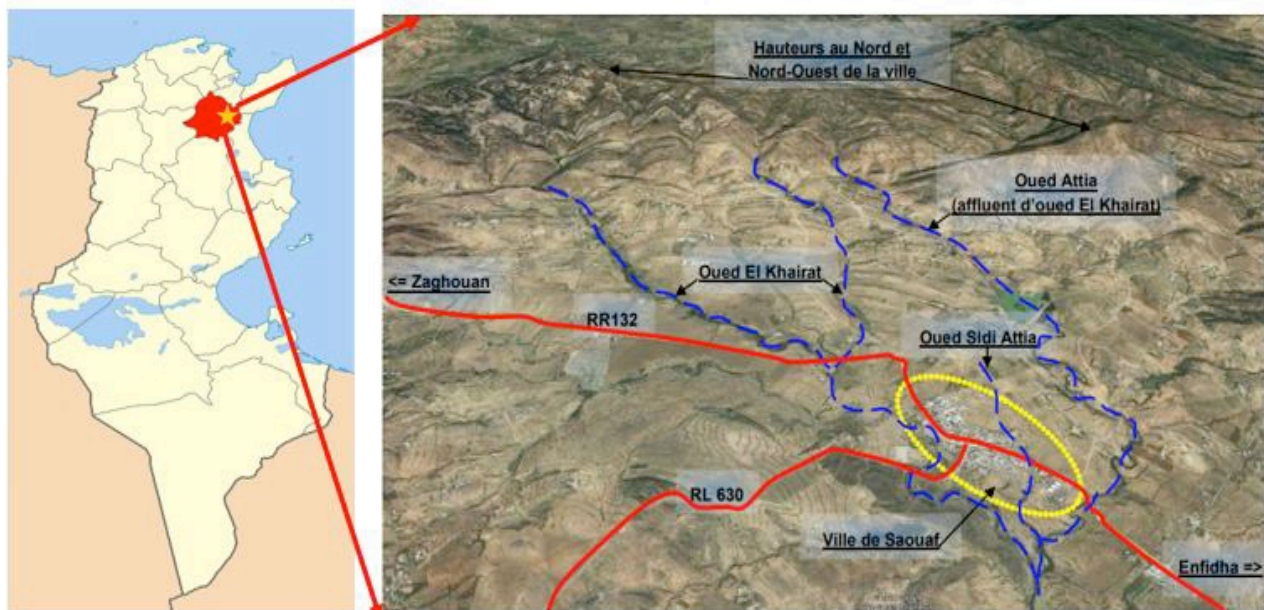 Hauteurs au Nord et
Nord-Ouest de la ville
Oued Attia
(affluent d'oued El Khairat)
Oued El Khairat
<= Zaghouan
RR132
Oued Sidi Attia
RL 630
Ville de Saouaf
Enfidha =>